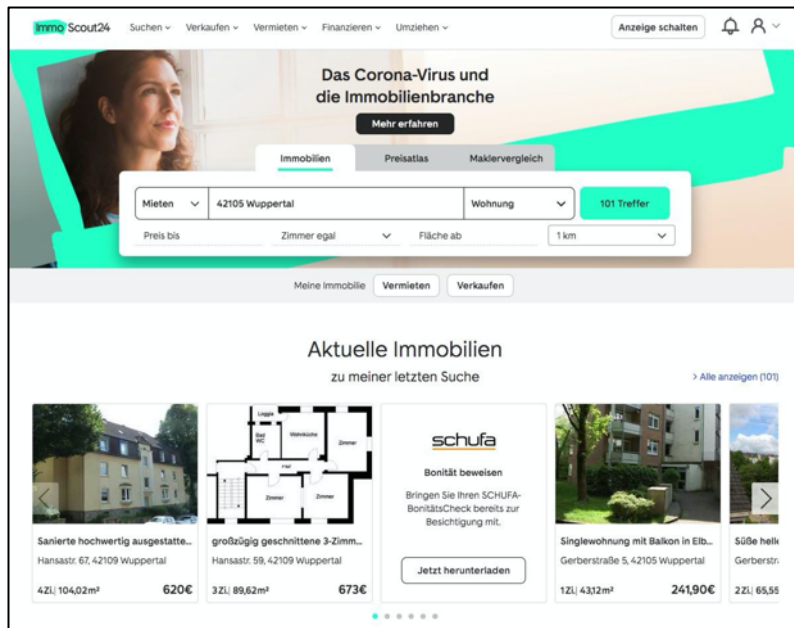 Immo Scout24
Suchen Verkaufen Vermieten Finanzieren Umziehen Anzeige schalten
Das Corona-Virus und
die Immobilienbranche
Mehr erfahren
Immobilien Preisatlas Maklervergleich
Mieten 42105 Wuppertal Wohnung 101 Treffer
Preis bis Zimmer egal Fläche ab 1 km
Meine Immobilie Vermieten Verkaufen
Aktuelle Immobilien
zu meiner letzten Suche
> Alle anzeigen (101)
Loggia
Bad
WC
Wohnküche
Zimmer
Flur
Zimmer
Zimmer
Sanierte hochwertig ausgestatte...
Hansastr. 67, 42109 Wuppertal
4Zi.| 104,02m² 620€
großzügig geschnittene 3-Zimm...
Hansastr. 59, 42109 Wuppertal
3Zi.| 89,62m² 673€
schufa
Bonität beweisen
Bringen Sie Ihren SCHUFA-
BonitätsCheck bereits zur
Besichtigung mit.
Jetzt herunterladen
Singlewohnung mit Balkon in Elb...
Gerberstraße 5, 42105 Wuppertal
1Zi.| 43,12m² 241,90€
Süße helle
Gerberstr
2Zi.| 65,55